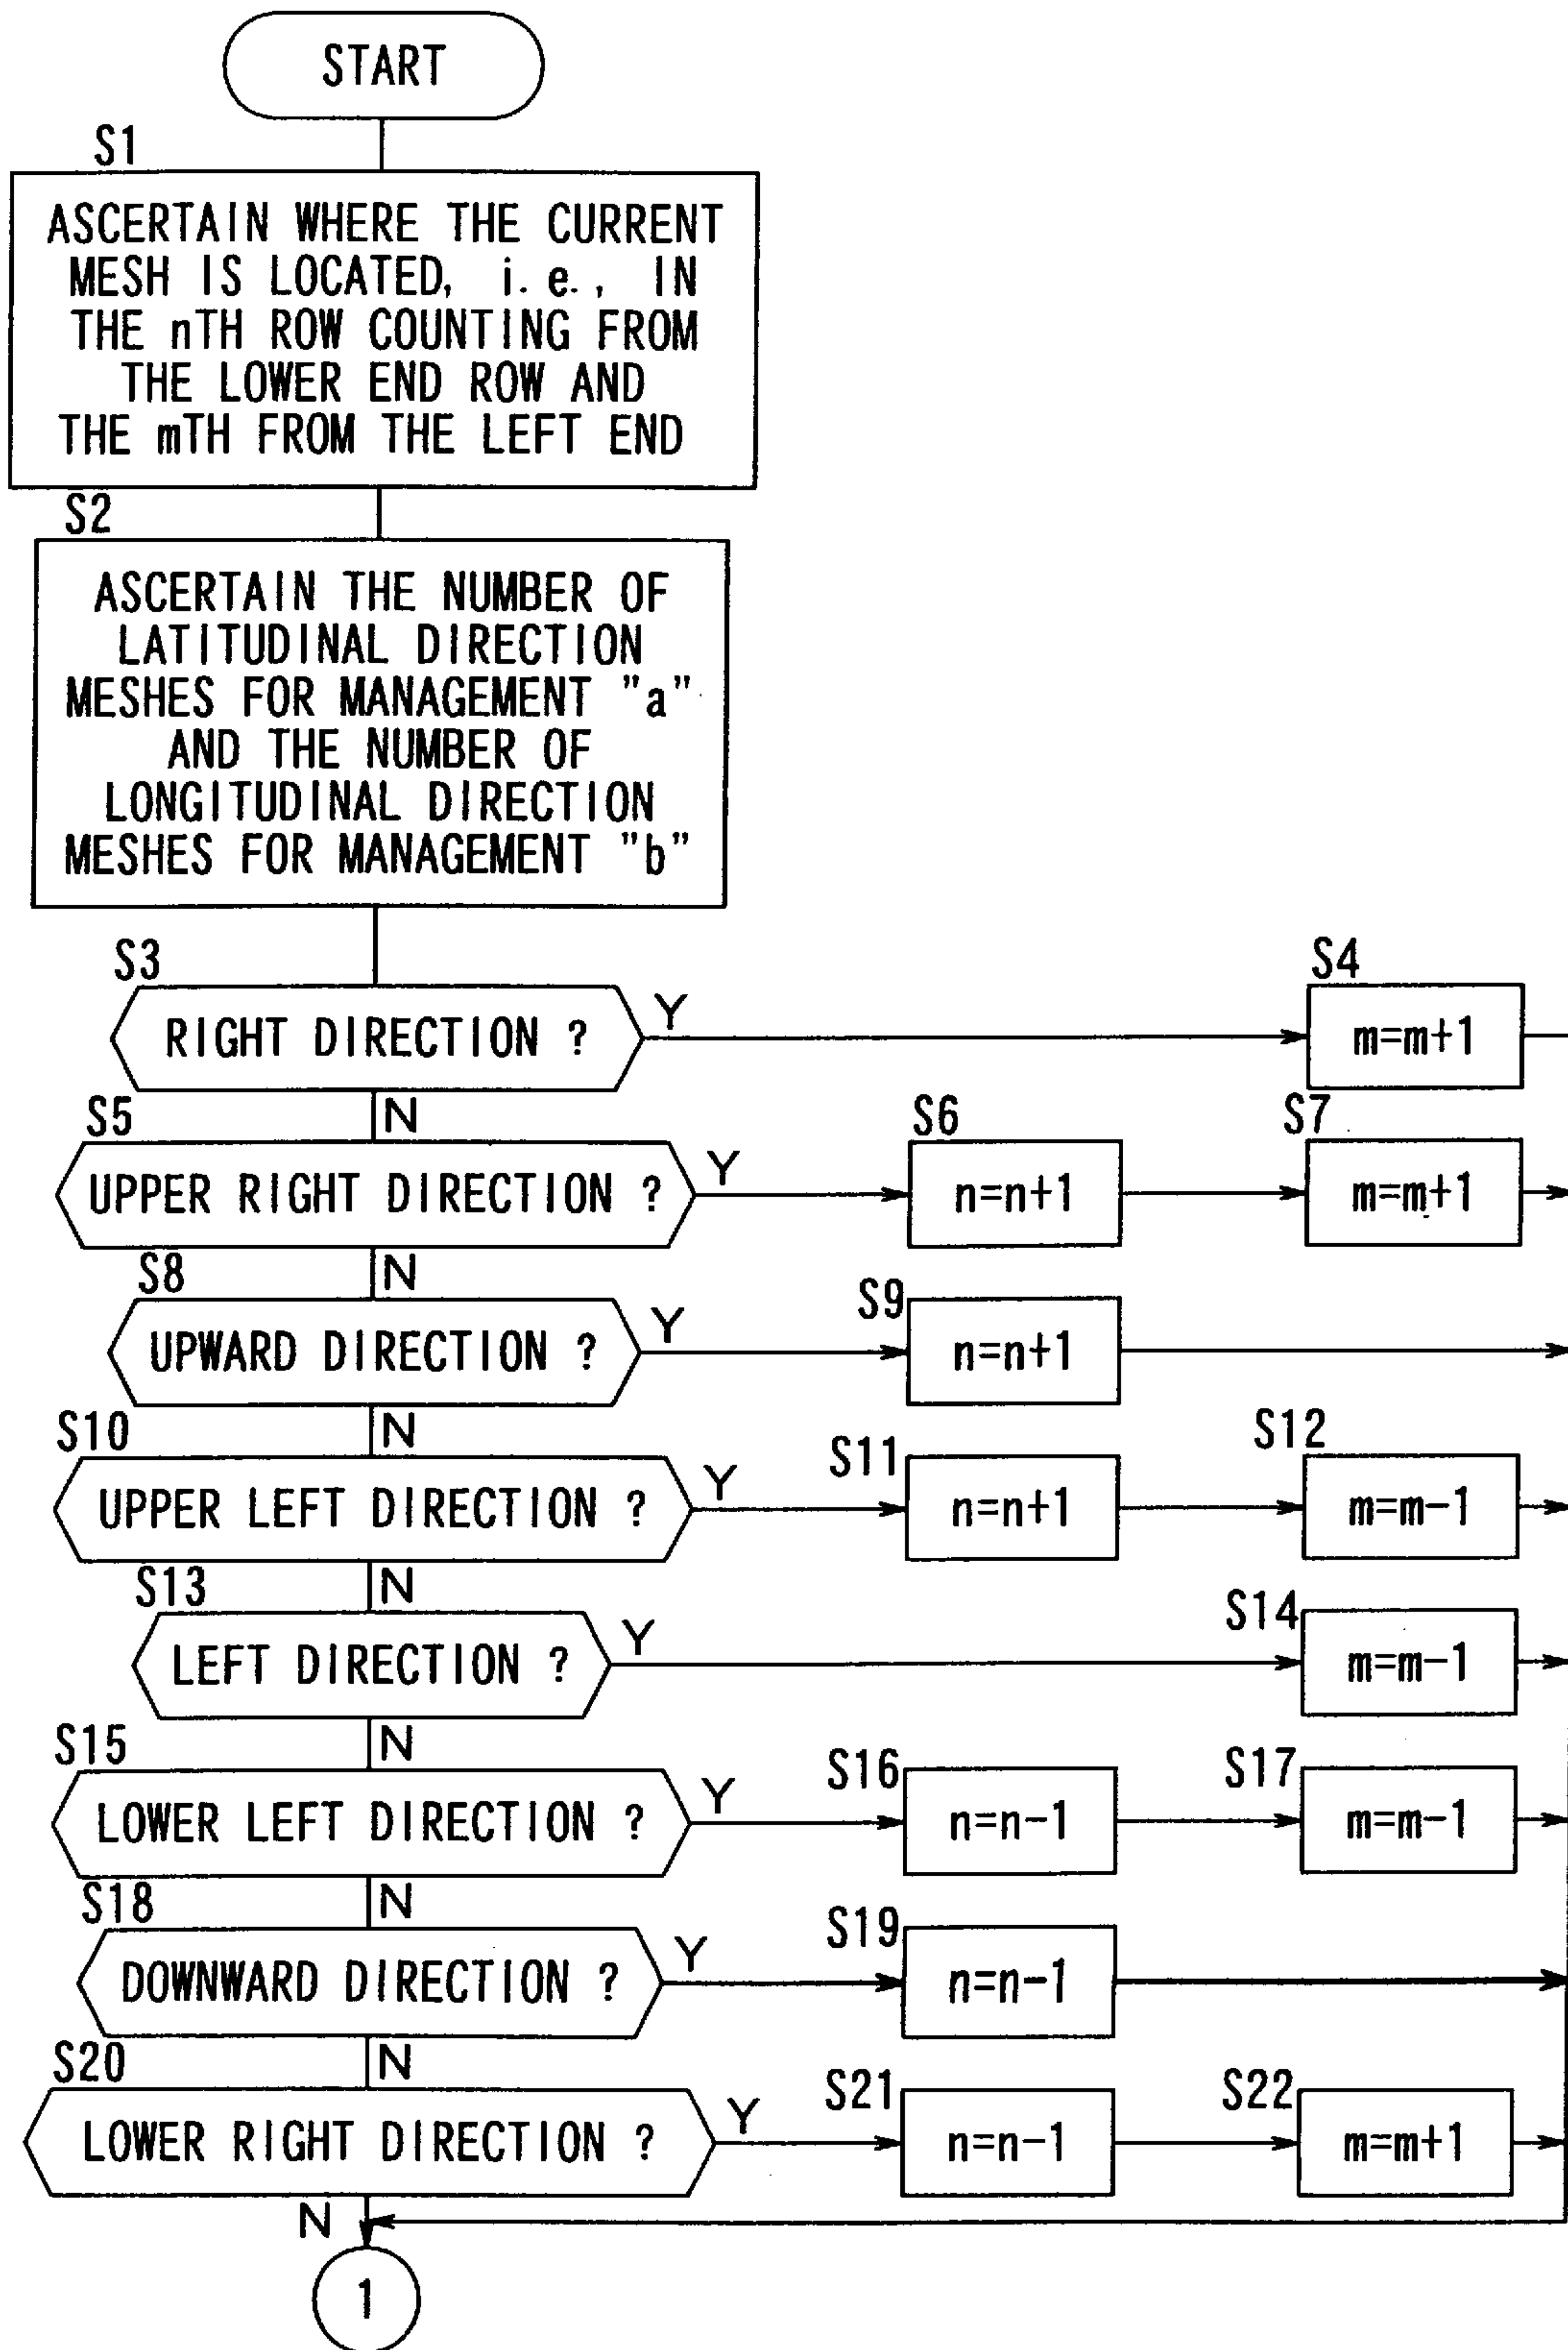 START
S1
ASCERTAIN WHERE THE CURRENT
MESH IS LOCATED, i.e., IN
THE nTH ROW COUNTING FROM
THE LOWER END ROW AND
THE mTH FROM THE LEFT END
S2
ASCERTAIN THE NUMBER OF
LATITUDINAL DIRECTION
MESHES FOR MANAGEMENT "a"
AND THE NUMBER OF
LONGITUDINAL DIRECTION
MESHES FOR MANAGEMENT "b"
S3
RIGHT DIRECTION ?
Y
S4
m=m+1
N
S5
UPPER RIGHT DIRECTION ?
Y
S6
n=n+1
S7
m=m+1
N
S8
UPWARD DIRECTION ?
Y
S9
n=n+1
N
S10
UPPER LEFT DIRECTION ?
Y
S11
n=n+1
S12
m=m-1
N
S13
LEFT DIRECTION ?
Y
S14
m=m-1
N
S15
LOWER LEFT DIRECTION ?
Y
S16
n=n-1
S17
m=m-1
N
S18
DOWNWARD DIRECTION ?
Y
S19
n=n-1
N
S20
LOWER RIGHT DIRECTION ?
Y
S21
n=n-1
S22
m=m+1
N
1